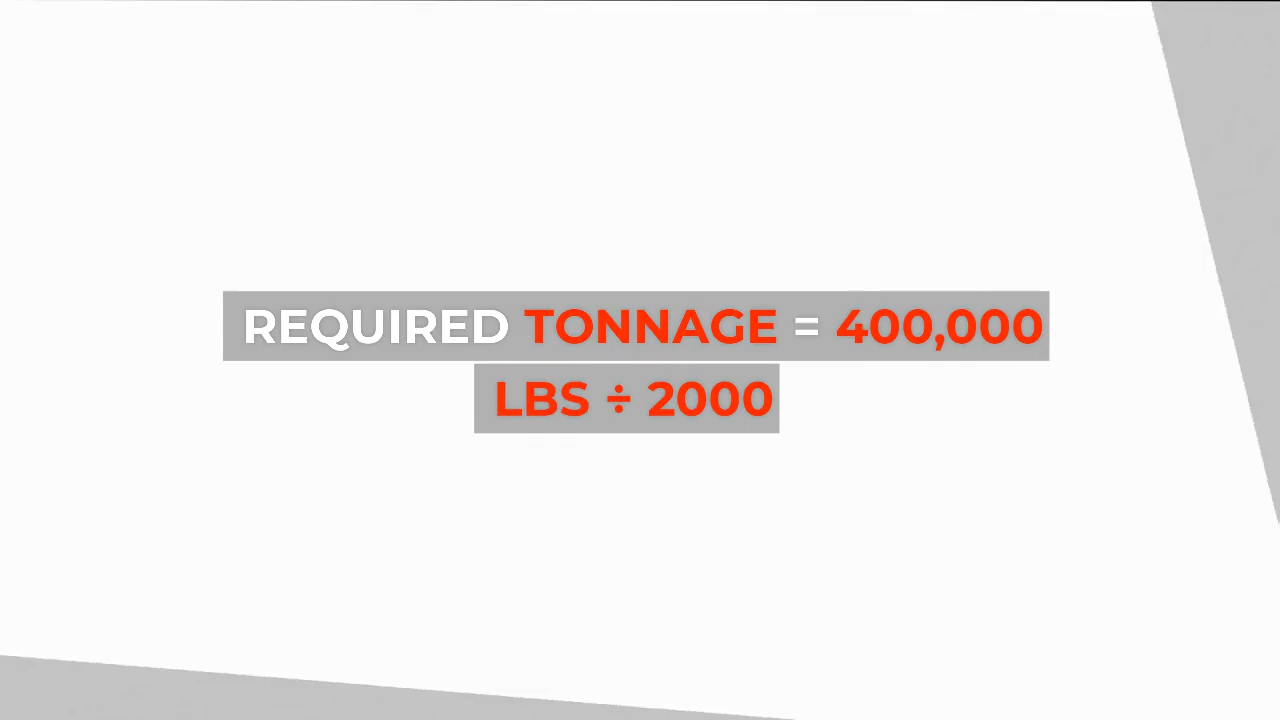 REQUIRED TONNAGE = 400,000
LBS ÷ 2000